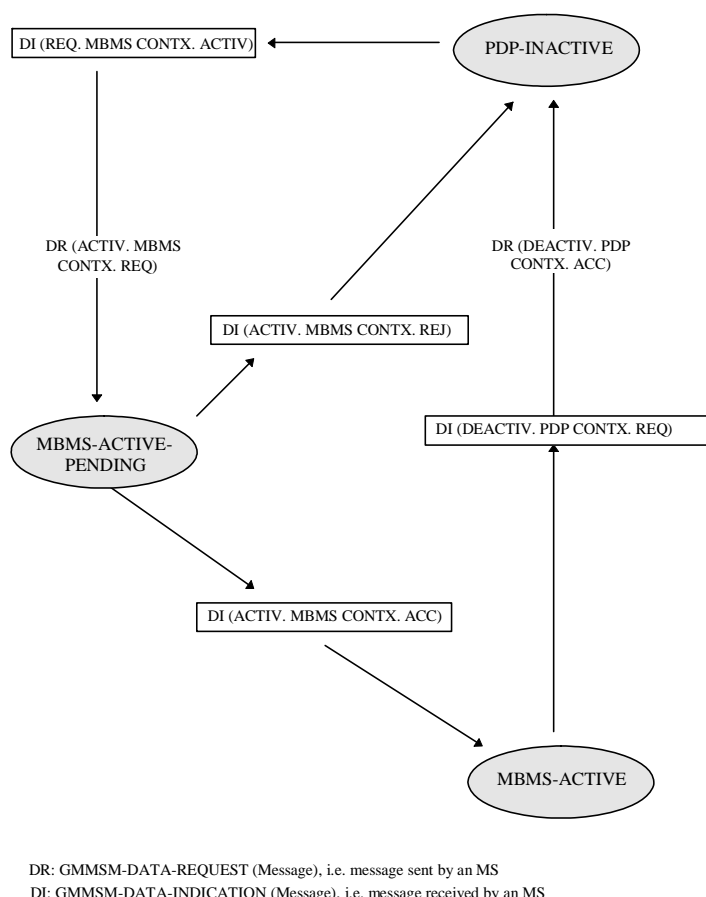 DI (REQ. MBMS CONTX. ACTIV)
PDP-INACTIVE
DR (ACTIV. MBMS
CONTX. REQ)
DR (DEACTIV. PDP
CONTX. ACC)
DI (ACTIV. MBMS CONTX. REJ)
MBMS-ACTIVE-
PENDING
DI (DEACTIV. PDP CONTX. REQ)
DI (ACTIV. MBMS CONTX. ACC)
MBMS-ACTIVE
DR: GMMSM-DATA-REQUEST (Message), i.e. message sent by an MS
DI: GMMSM-DATA-INDICATION (Message), i.e. message received by an MS